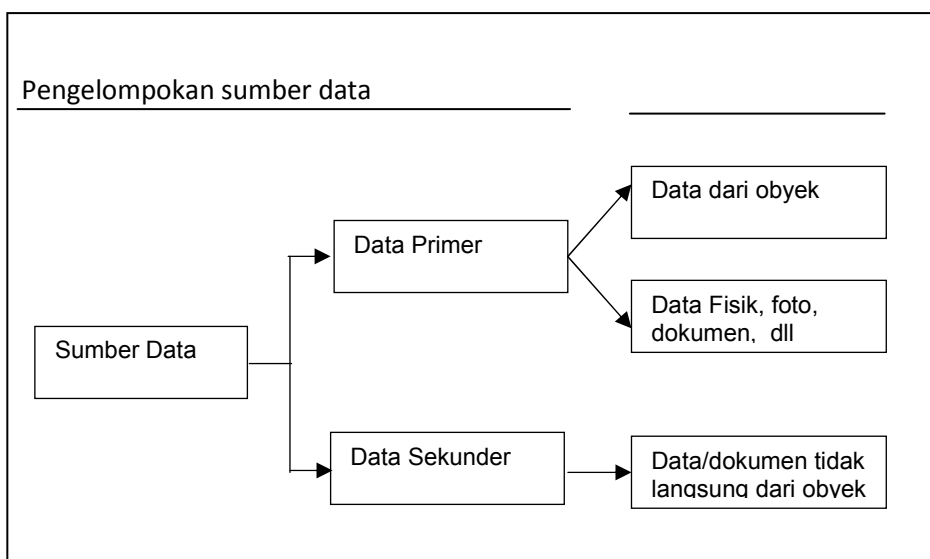 Pengelompokan sumber data
Data dari obyek
Data Primer
Data Fisik, foto,
dokumen, dll
Sumber Data
Data Sekunder
Data/dokumen tidak
langsung dari obyek